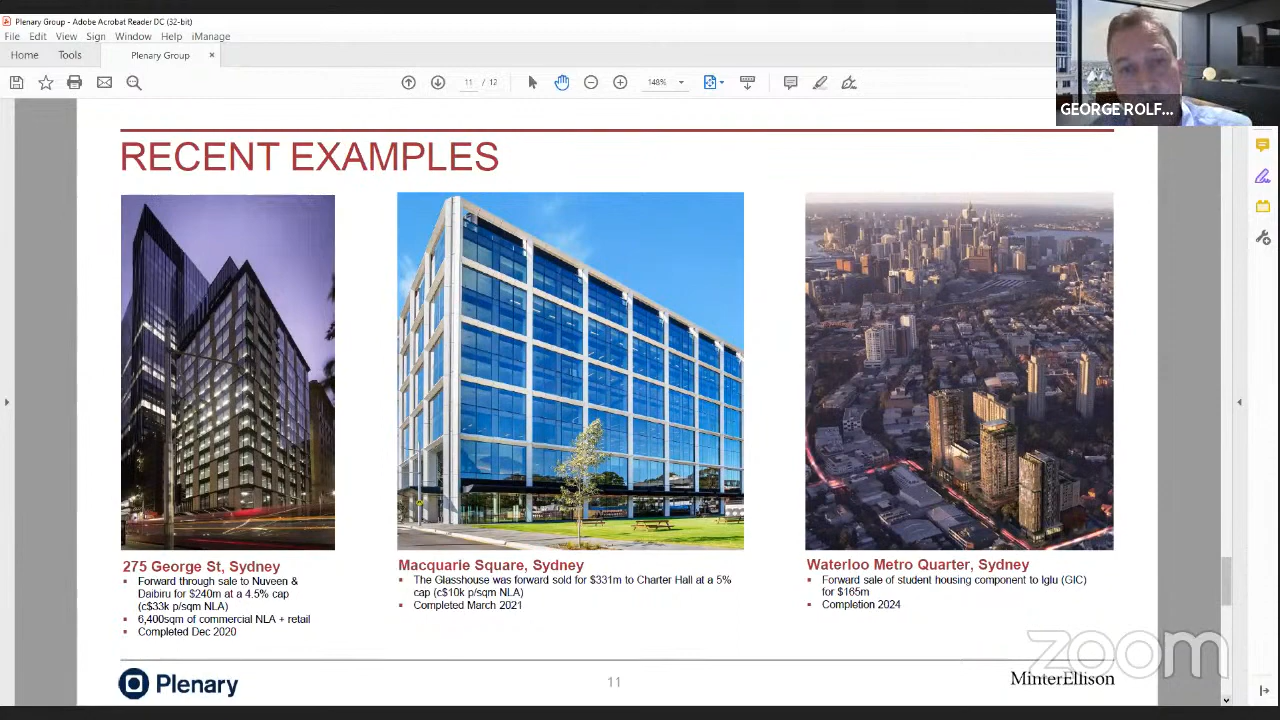 Plenary Group - Adobe Acrobat Reader DC (32-bit)
File Edit View Sign Window Help iManage
Home Tools Plenary Group ×
11 / 12 148%
GEORGE ROLF...
RECENT EXAMPLES
275 George St, Sydney
▪ Forward through sale to Nuveen &
Daibiru for $240m at a 4.5% cap
(c$33k p/sqm NLA)
▪ 6,400sqm of commercial NLA + retail
▪ Completed Dec 2020
Macquarie Square, Sydney
▪ The Glasshouse was forward sold for $331m to Charter Hall at a 5%
cap (c$10k p/sqm NLA)
▪ Completed March 2021
Waterloo Metro Quarter, Sydney
▪ Forward sale of student housing component to Iglu (GIC)
for $165m
▪ Completion 2024
zoom
Plenary
11
MinterEllison